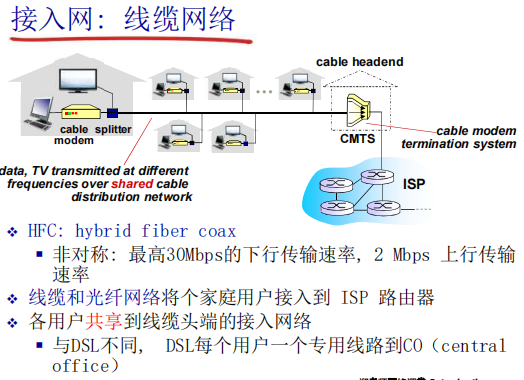 接入网: 线缆网络
cable headend
cable modem
splitter
CMTS
cable modem
termination system
data, TV transmitted at different
frequencies over shared cable
distribution network
ISP
HFC: hybrid fiber coax
非对称: 最高30Mbps的下行传输速率, 2 Mbps 上行传输
速率
线缆和光纤网络将个家庭用户接入到 ISP 路由器
各用户共享到线缆头端的接入网络
与DSL不同, DSL每个用户一个专用线路到CO（central
office）